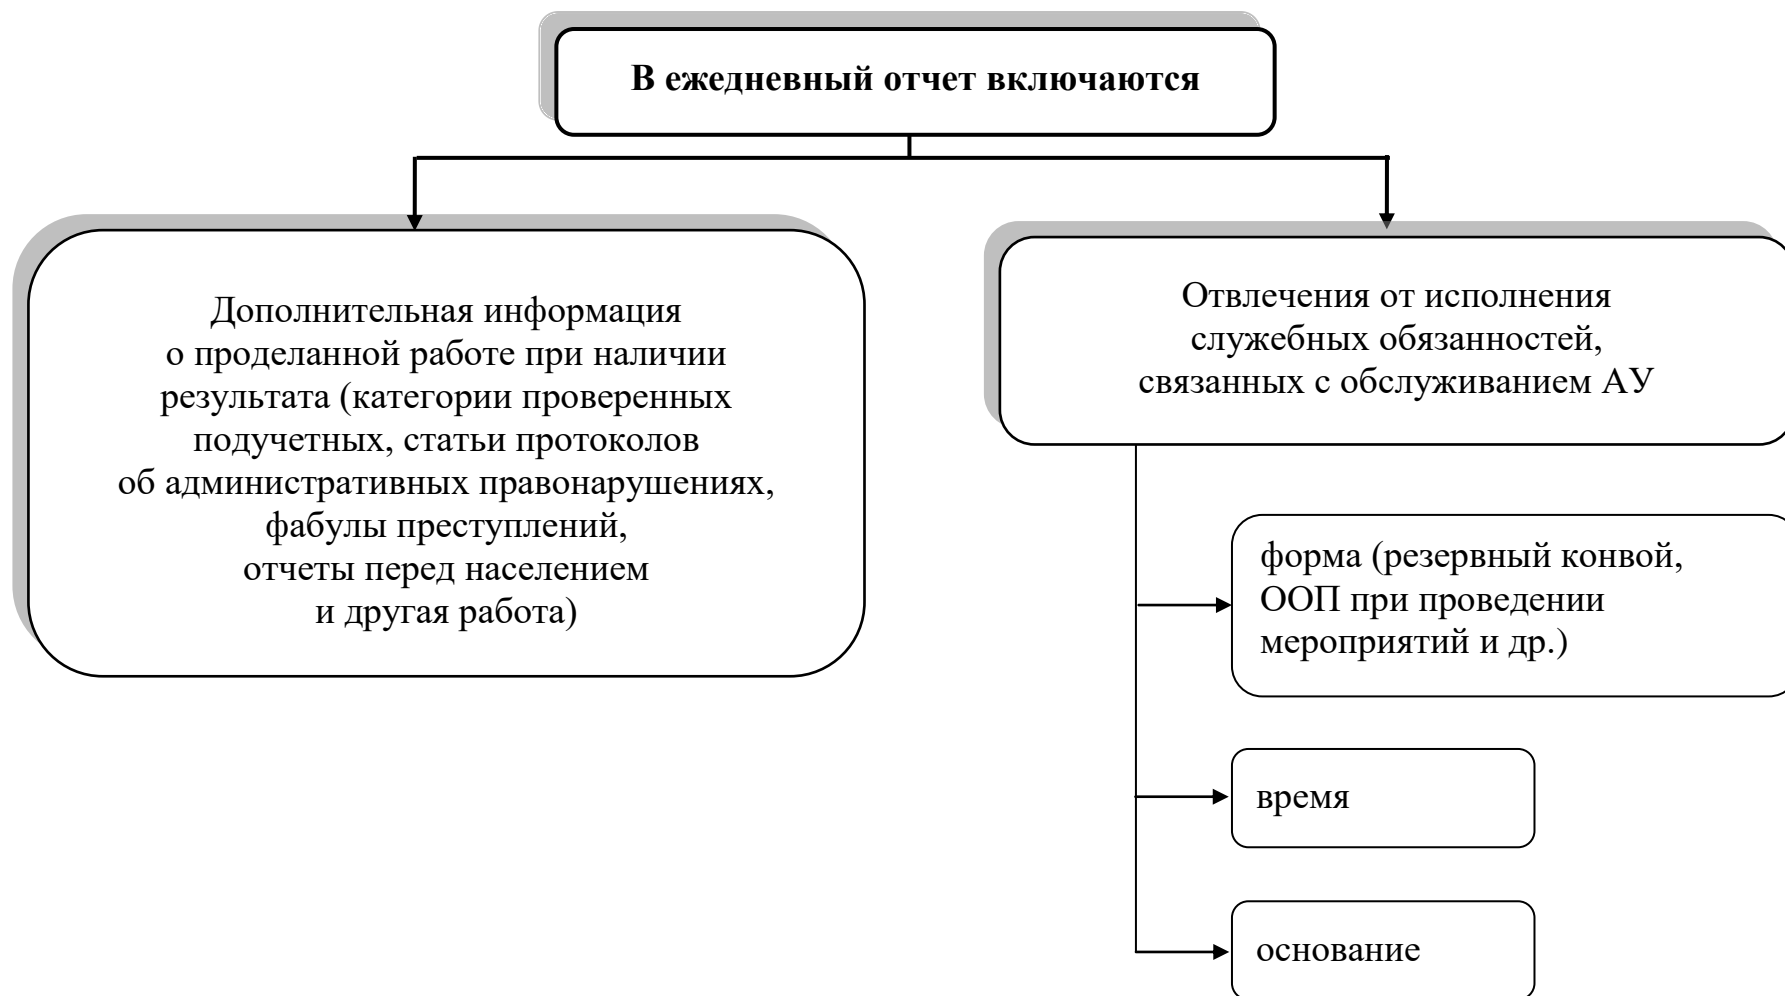 В ежедневный отчет включаются
Дополнительная информация
о проделанной работе при наличии
результата (категории проверенных
подучетных, статьи протоколов
об административных правонарушениях,
фабулы преступлений,
отчеты перед населением
и другая работа)
Отвлечения от исполнения
служебных обязанностей,
связанных с обслуживанием АУ
форма (резервный конвой,
ООП при проведении
мероприятий и др.)
время
основание